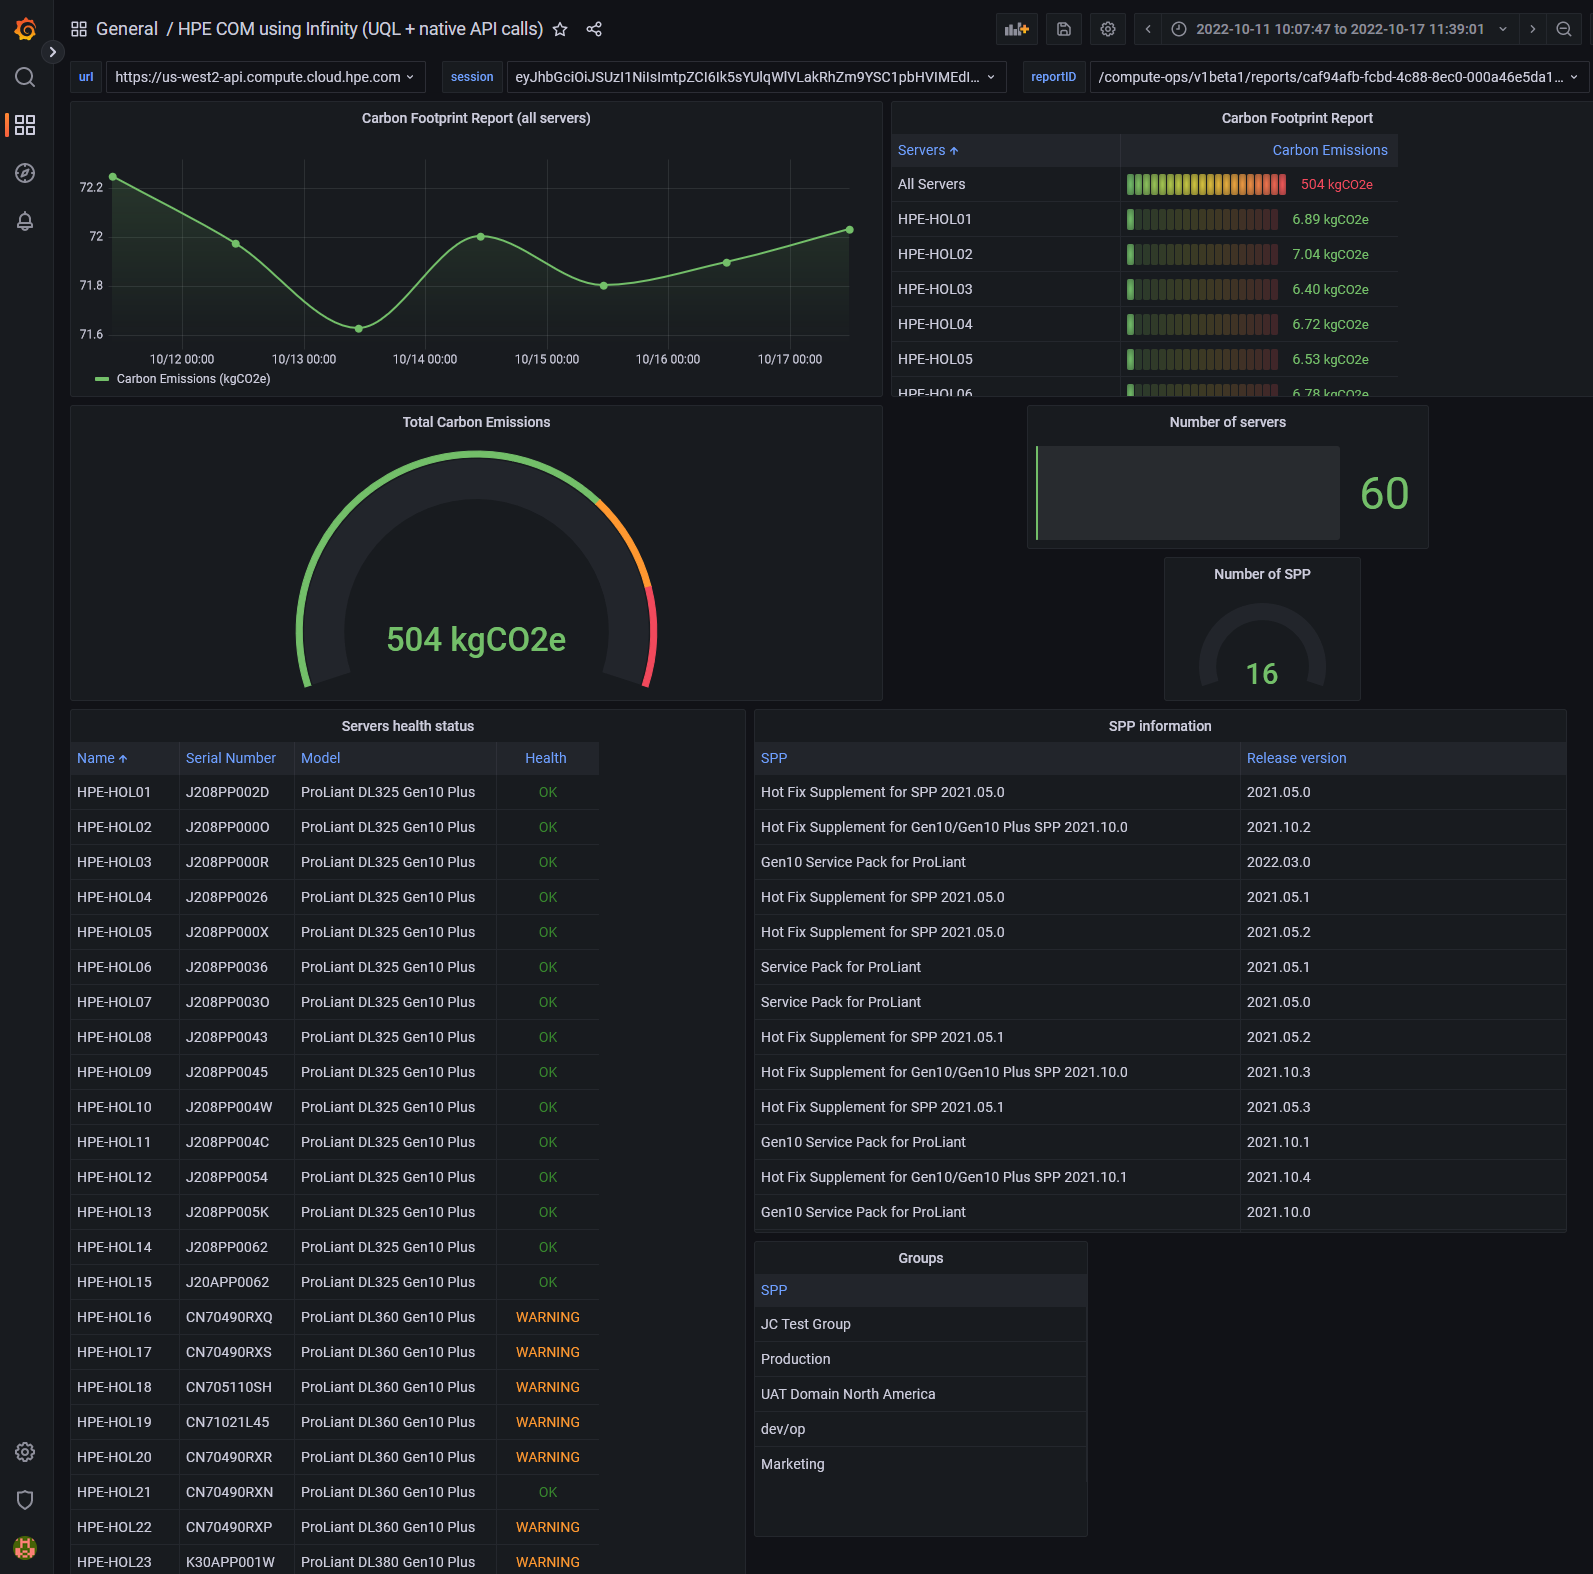 General / HPE COM using Infinity (UQL + native API calls)
2022-10-11 10:07:47 to 2022-10-17 11:39:01
url https://us-west2-api.compute.cloud.hpe.com session eyJhbGciOiJSUzI1NiIsImtpZCI6Ik5sYUlqWlVLakRhZm9YSC1pbHVIMEdI... reportID /compute-ops/v1beta1/reports/caf94afb-fcbd-4c88-8ec0-000a46e5da1...
Carbon Footprint Report (all servers)
72.2
72
71.8
71.6
10/12 00:00 10/13 00:00 10/14 00:00 10/15 00:00 10/16 00:00 10/17 00:00
Carbon Emissions (kgCO2e)
Carbon Footprint Report
Servers Carbon Emissions
All Servers 504 kgCO2e
HPE-HOL01 6.89 kgCO2e
HPE-HOL02 7.04 kgCO2e
HPE-HOL03 6.40 kgCO2e
HPE-HOL04 6.72 kgCO2e
HPE-HOL05 6.53 kgCO2e
HPE-HOL06 6.78 kgCO2e
Total Carbon Emissions
504 kgCO2e
Number of servers
60
Number of SPP
16
Servers health status
Name Serial Number Model Health
HPE-HOL01 J208PP002D ProLiant DL325 Gen10 Plus OK
HPE-HOL02 J208PP000O ProLiant DL325 Gen10 Plus OK
HPE-HOL03 J208PP000R ProLiant DL325 Gen10 Plus OK
HPE-HOL04 J208PP0026 ProLiant DL325 Gen10 Plus OK
HPE-HOL05 J208PP000X ProLiant DL325 Gen10 Plus OK
HPE-HOL06 J208PP0036 ProLiant DL325 Gen10 Plus OK
HPE-HOL07 J208PP003O ProLiant DL325 Gen10 Plus OK
HPE-HOL08 J208PP0043 ProLiant DL325 Gen10 Plus OK
HPE-HOL09 J208PP0045 ProLiant DL325 Gen10 Plus OK
HPE-HOL10 J208PP004W ProLiant DL325 Gen10 Plus OK
HPE-HOL11 J208PP004C ProLiant DL325 Gen10 Plus OK
HPE-HOL12 J208PP0054 ProLiant DL325 Gen10 Plus OK
HPE-HOL13 J208PP005K ProLiant DL325 Gen10 Plus OK
HPE-HOL14 J208PP0062 ProLiant DL325 Gen10 Plus OK
HPE-HOL15 J20APP0062 ProLiant DL325 Gen10 Plus OK
HPE-HOL16 CN70490RXQ ProLiant DL360 Gen10 Plus WARNING
HPE-HOL17 CN70490RXS ProLiant DL360 Gen10 Plus WARNING
HPE-HOL18 CN705110SH ProLiant DL360 Gen10 Plus WARNING
HPE-HOL19 CN71021L45 ProLiant DL360 Gen10 Plus WARNING
HPE-HOL20 CN70490RXR ProLiant DL360 Gen10 Plus WARNING
HPE-HOL21 CN70490RXN ProLiant DL360 Gen10 Plus OK
HPE-HOL22 CN70490RXP ProLiant DL360 Gen10 Plus WARNING
HPE-HOL23 K30APP001W ProLiant DL380 Gen10 Plus WARNING
SPP information
SPP Release version
Hot Fix Supplement for SPP 2021.05.0 2021.05.0
Hot Fix Supplement for Gen10/Gen10 Plus SPP 2021.10.0 2021.10.2
Gen10 Service Pack for ProLiant 2022.03.0
Hot Fix Supplement for SPP 2021.05.0 2021.05.1
Hot Fix Supplement for SPP 2021.05.0 2021.05.2
Service Pack for ProLiant 2021.05.1
Service Pack for ProLiant 2021.05.0
Hot Fix Supplement for SPP 2021.05.1 2021.05.2
Hot Fix Supplement for Gen10/Gen10 Plus SPP 2021.10.0 2021.10.3
Hot Fix Supplement for SPP 2021.05.1 2021.05.3
Gen10 Service Pack for ProLiant 2021.10.1
Hot Fix Supplement for Gen10/Gen10 Plus SPP 2021.10.1 2021.10.4
Gen10 Service Pack for ProLiant 2021.10.0
Groups
SPP
JC Test Group
Production
UAT Domain North America
dev/op
Marketing